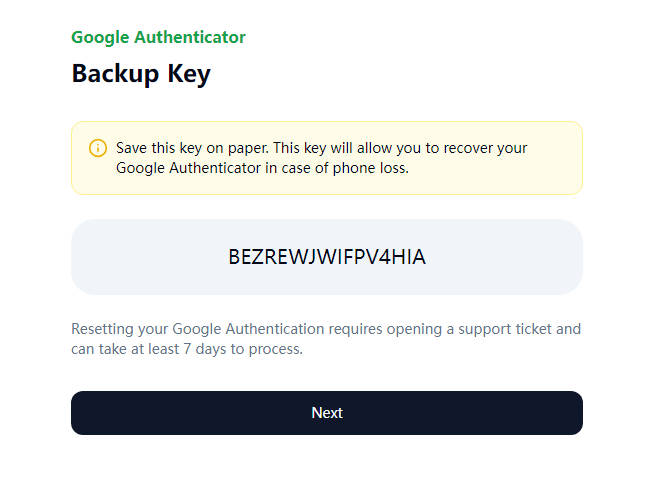 Google Authenticator
Backup Key
Save this key on paper. This key will allow you to recover your
Google Authenticator in case of phone loss.
BEZREWJWIFPV4HIA
Resetting your Google Authentication requires opening a support ticket and
can take at least 7 days to process.
Next